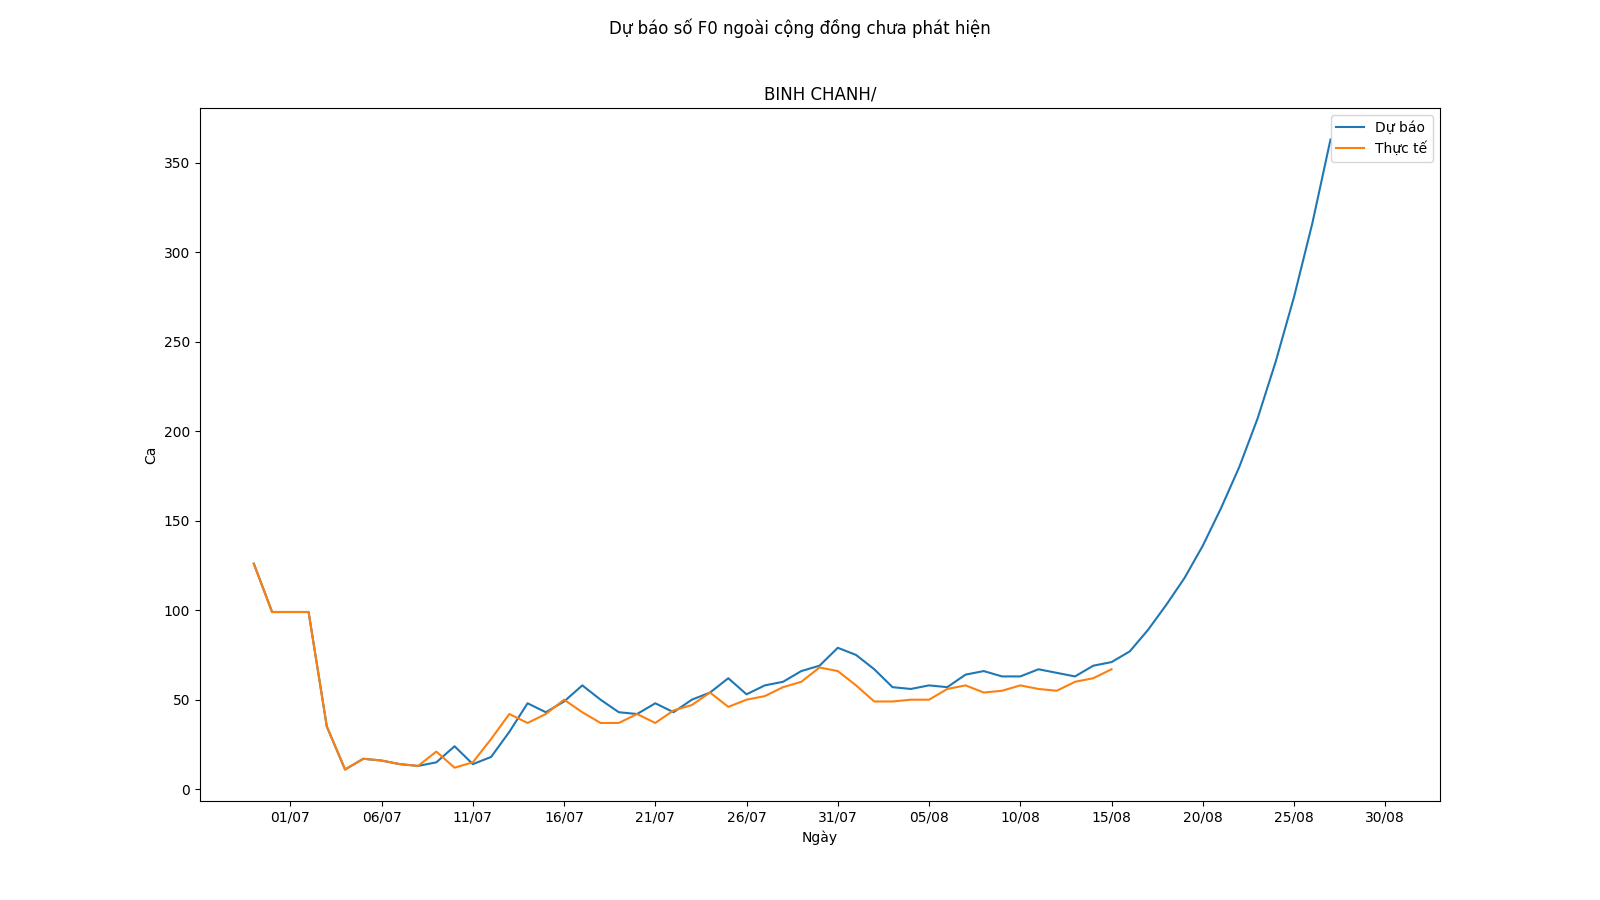 Dự báo số F0 ngoài cộng đồng chưa phát hiện
BINH CHANH/
Dự báo
Thực tế
350
300
250
200
150
100
50
0
Ca
01/07 06/07 11/07 16/07 21/07 26/07 31/07 05/08 10/08 15/08 20/08 25/08 30/08
Ngày